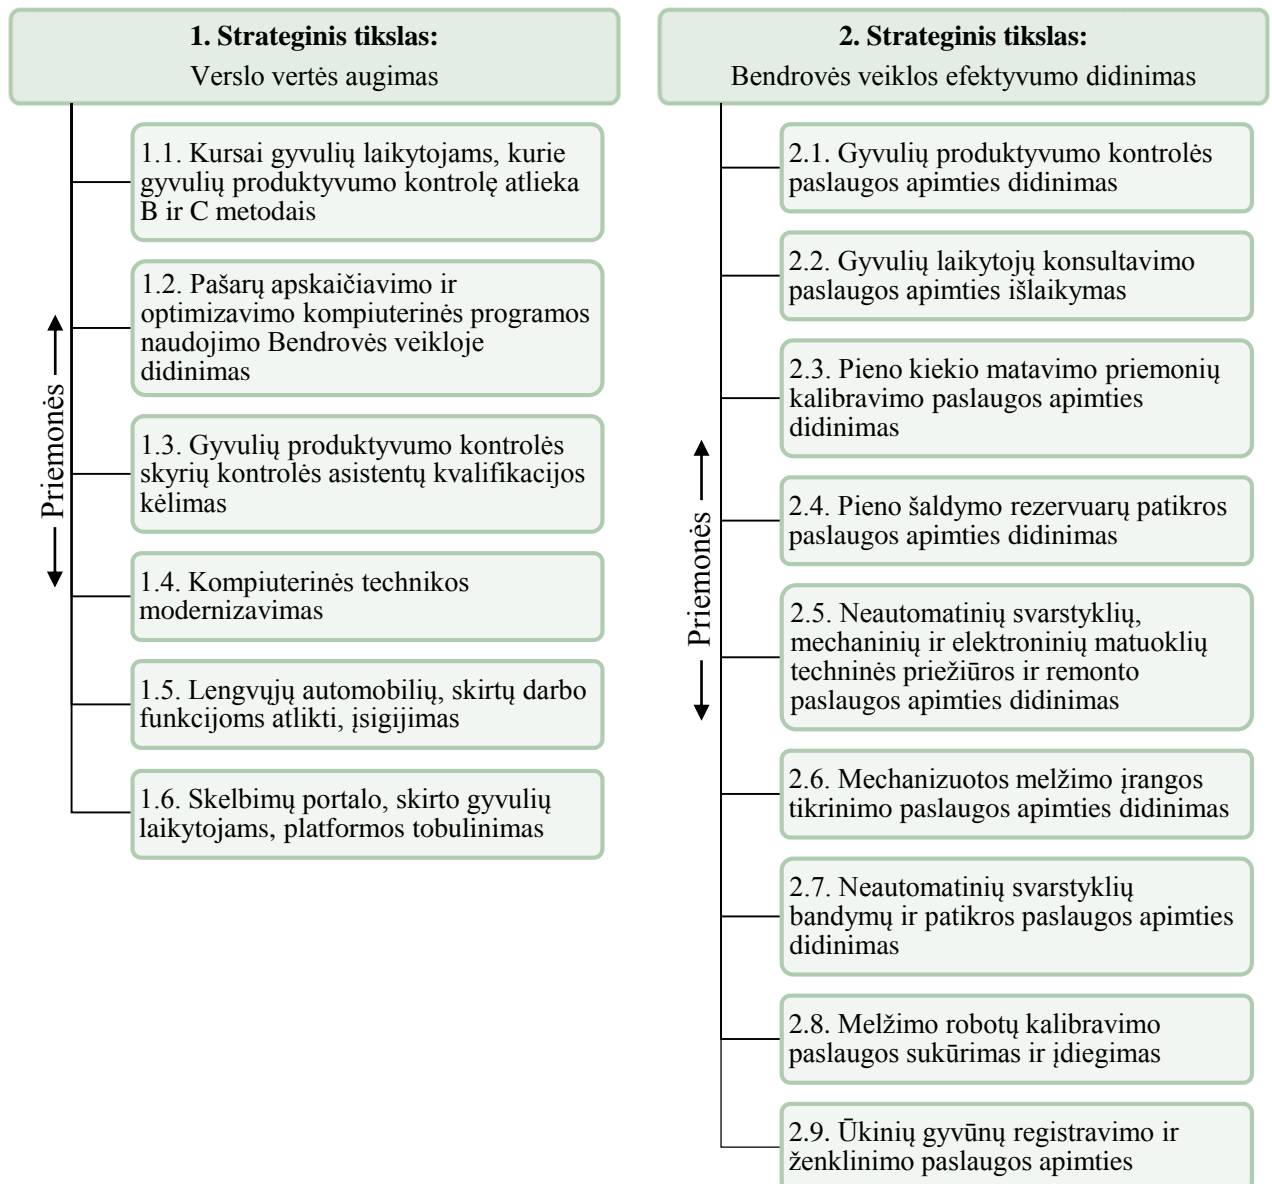 1. Strateginis tikslas:
Verslo vertės augimas
Priemonės
1.1. Kursai gyvulių laikytojams, kurie
gyvulių produktyvumo kontrolę atlieka
B ir C metodais
1.2. Pašarų apskaičiavimo ir
optimizavimo kompiuterinės programos
naudojimo Bendrovės veikloje
didinimas
1.3. Gyvulių produktyvumo kontrolės
skyrių kontrolės asistentų kvalifikacijos
kėlimas
1.4. Kompiuterinės technikos
modernizavimas
1.5. Lengvųjų automobilių, skirtų darbo
funkcijoms atlikti, įsigijimas
1.6. Skelbimų portalo, skirto gyvulių
laikytojams, platformos tobulinimas
2. Strateginis tikslas:
Bendrovės veiklos efektyvumo didinimas
Priemonės
2.1. Gyvulių produktyvumo kontrolės
paslaugos apimties didinimas
2.2. Gyvulių laikytojų konsultavimo
paslaugos apimties išlaikymas
2.3. Pieno kiekio matavimo priemonių
kalibravimo paslaugos apimties
didinimas
2.4. Pieno šaldymo rezervuarų patikros
paslaugos apimties didinimas
2.5. Neautomatinių svarstyklių,
mechaninių ir elektroninių matuoklių
techninės priežiūros ir remonto
paslaugos apimties didinimas
2.6. Mechanizuotos melžimo įrangos
tikrinimo paslaugos apimties didinimas
2.7. Neautomatinių svarstyklių
bandymų ir patikros paslaugos apimties
didinimas
2.8. Melžimo robotų kalibravimo
paslaugos sukūrimas ir įdiegimas
2.9. Ūkinių gyvūnų registravimo ir
ženklinimo paslaugos apimties